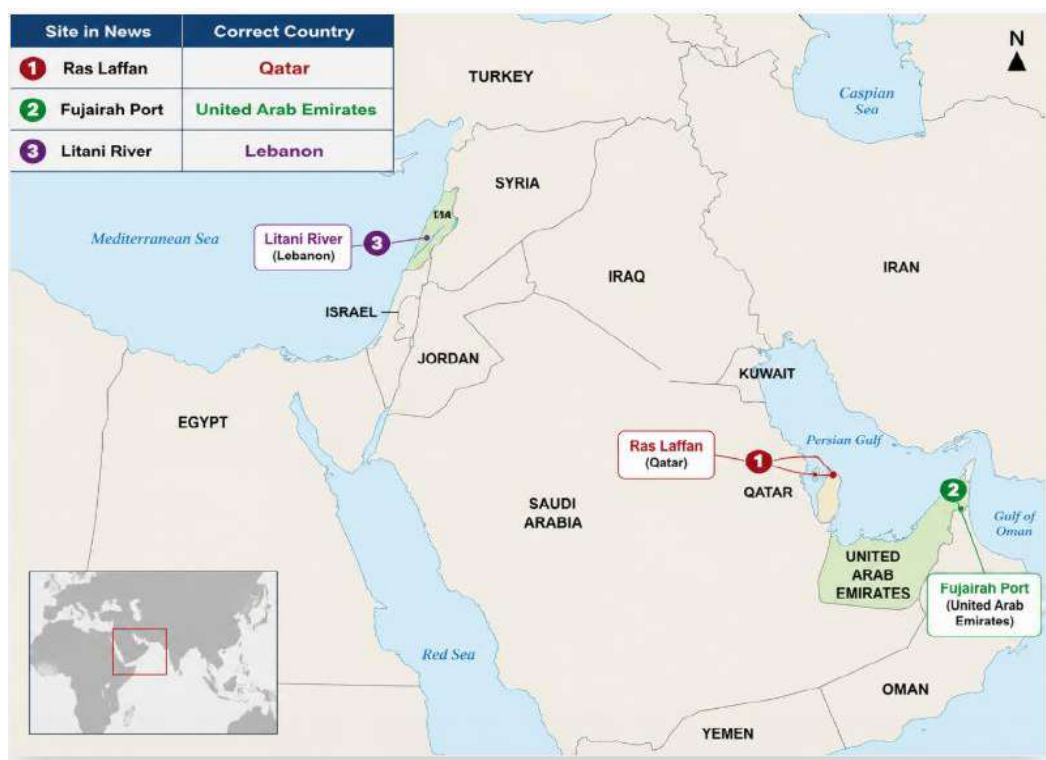 Site in News Correct Country
1 Ras Laffan Qatar
2 Fujairah Port United Arab Emirates
3 Litani River Lebanon
N
TURKEY
Caspian
Sea
SYRIA
Mediterranean Sea
Litani River
(Lebanon)
3
IRAQ
IRAN
ISRAEL
JORDAN
KUWAIT
EGYPT
Persian Gulf
Ras Laffan
(Qatar)
1
QATAR
2
SAUDI
ARABIA
Gulf of
Oman
UNITED
ARAB
EMIRATES
Fujairah Port
(United Arab
Emirates)
Red Sea
OMAN
YEMEN